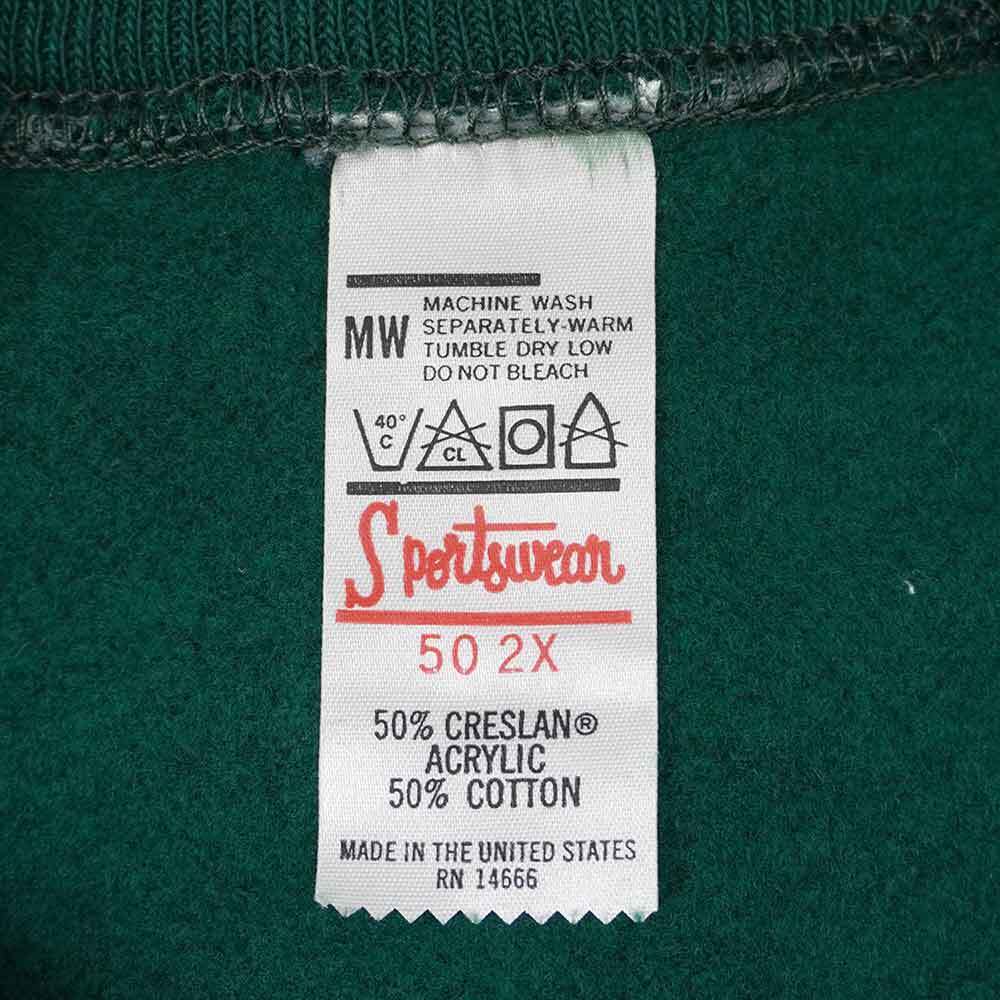 MACHINE WASH
MW SEPARATELY-WARM
TUMBLE DRY LOW
DO NOT BLEACH
40°
C
CL
Sportswear
50 2X
50% CRESLAN®
ACRYLIC
50% COTTON
MADE IN THE UNITED STATES
RN 14666